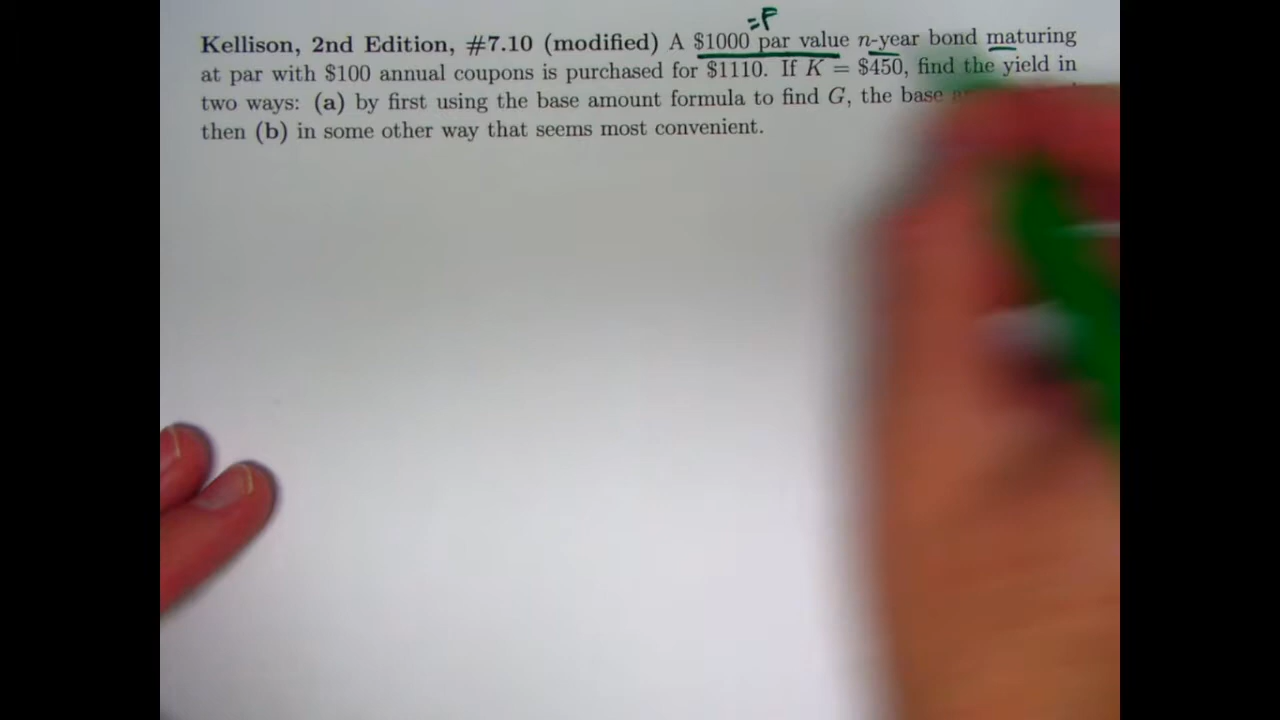 =F
Kellison, 2nd Edition, #7.10 (modified) A $1000 par value n-year bond maturing
at par with $100 annual coupons is purchased for $1110. If K = $450, find the yield in
two ways: (a) by first using the base amount formula to find G, the base
then (b) in some other way that seems most convenient.